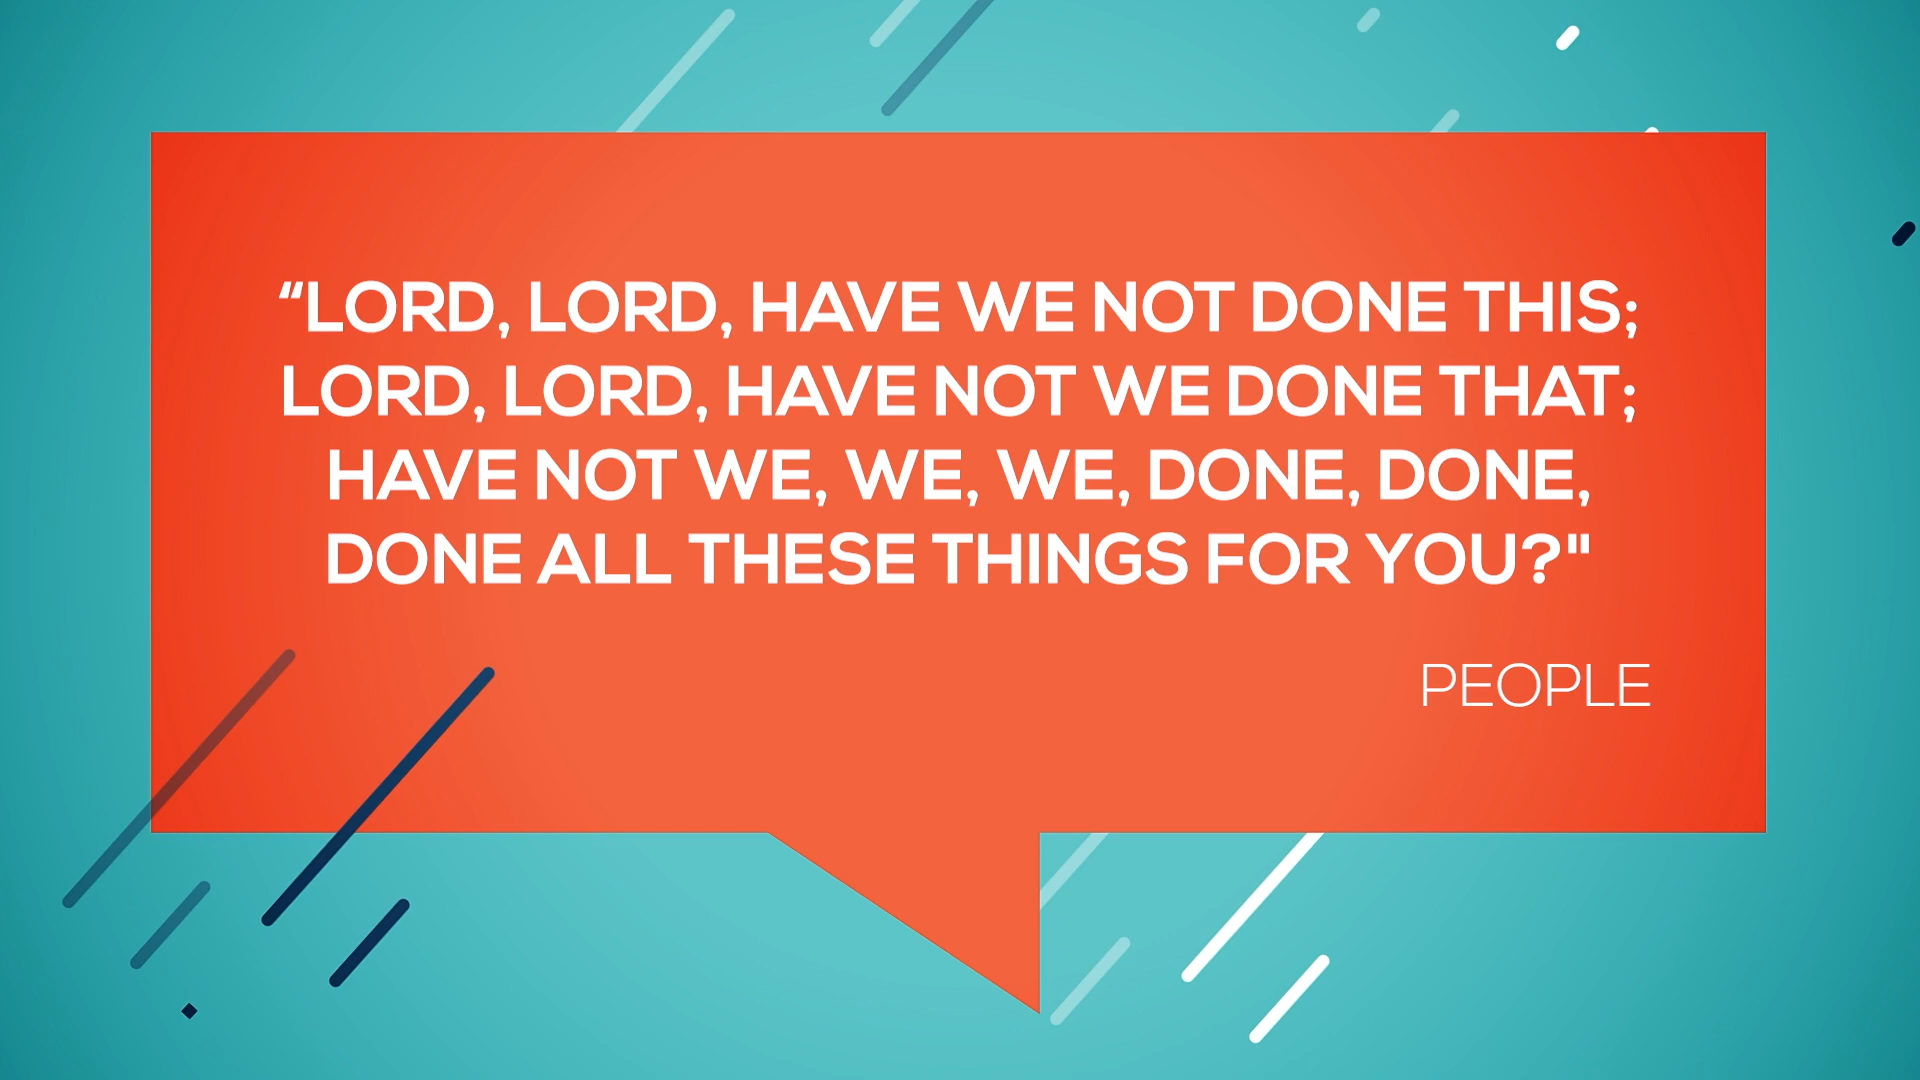 “LORD, LORD, HAVE WE NOT DONE THIS;
LORD, LORD, HAVE NOT WE DONE THAT;
HAVE NOT WE, WE, WE, DONE, DONE,
DONE ALL THESE THINGS FOR YOU?"
PEOPLE